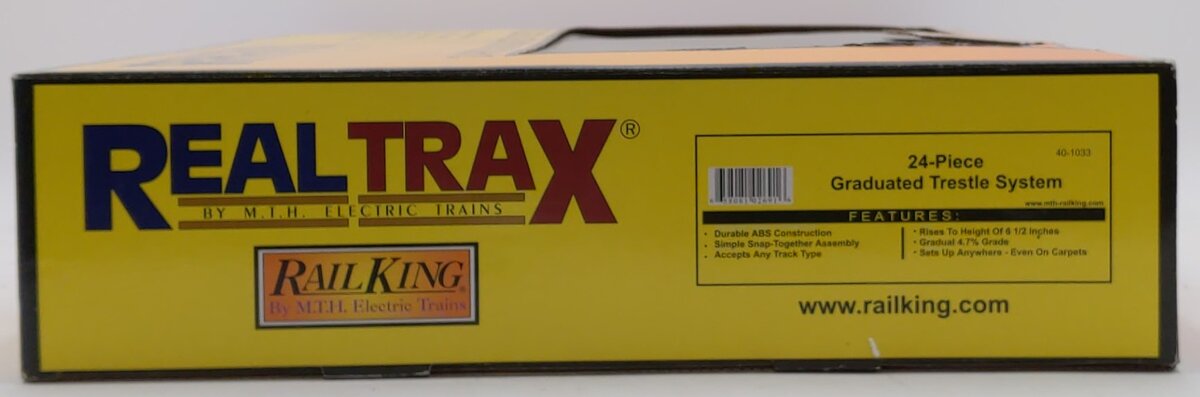 REALTRAX®
BY M.T.H. ELECTRIC TRAINS
RAILKING®
By M.T.H. Electric Trains
40-1033
24-Piece
Graduated Trestle System
www.mth-railking.com
FEATURES:
· Durable ABS Construction
· Simple Snap-Together Assembly
· Accepts Any Track Type
· Rises To Height Of 6 1/2 Inches
· Gradual 4.7% Grade
· Sets Up Anywhere - Even On Carpets
www.railking.com